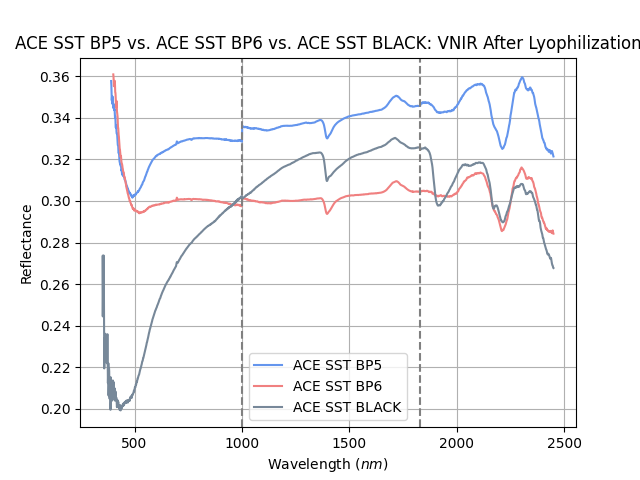 ACE SST BP5 vs. ACE SST BP6 vs. ACE SST BLACK: VNIR After Lyophilization
0.36
0.34
0.32
0.30
0.28
0.26
0.24
0.22
0.20
Reflectance
ACE SST BP5
ACE SST BP6
ACE SST BLACK
500 1000 1500 2000 2500
Wavelength (nm)